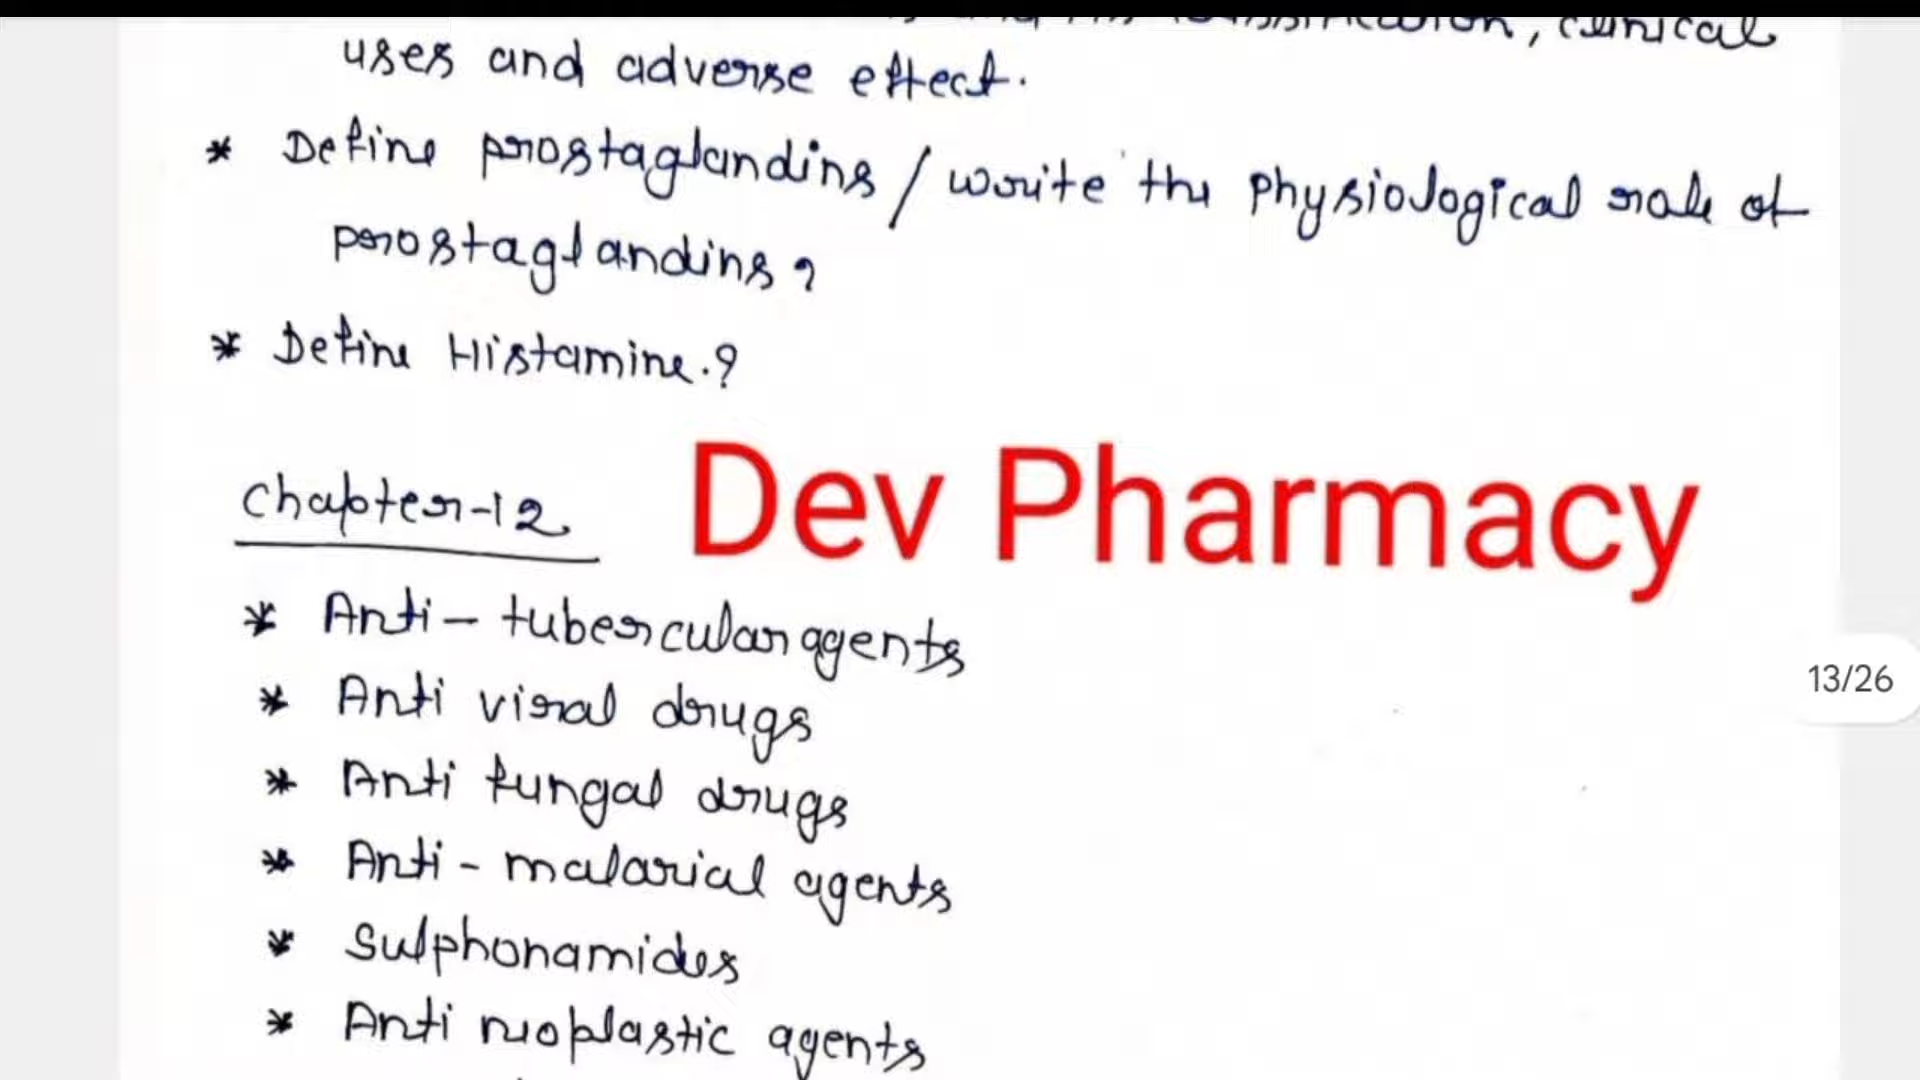 clinical
uses and adverse effect.
* Define prostaglandins / write the physiological role of
prostaglandins?
* Define Histamine.?
Chapter-12
Dev Pharmacy
* Anti-tubercular agents
* Anti viral drugs
* Anti fungal drugs
* Anti-malarial agents
* Sulphonamides
* Anti neoplastic agents
13/26